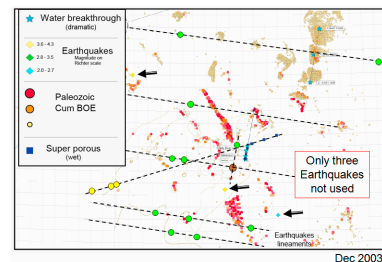 Water breakthrough
(dramatic)
Earthquakes
3.6 - 4.3
Magnitude on
2.8 - 3.5
Richter scale
2.0 - 2.7
Paleozoic
Cum BOE
Super porous
(wet)
Only three
Earthquakes
not used
Earthquakes
lineaments
Dec 2003